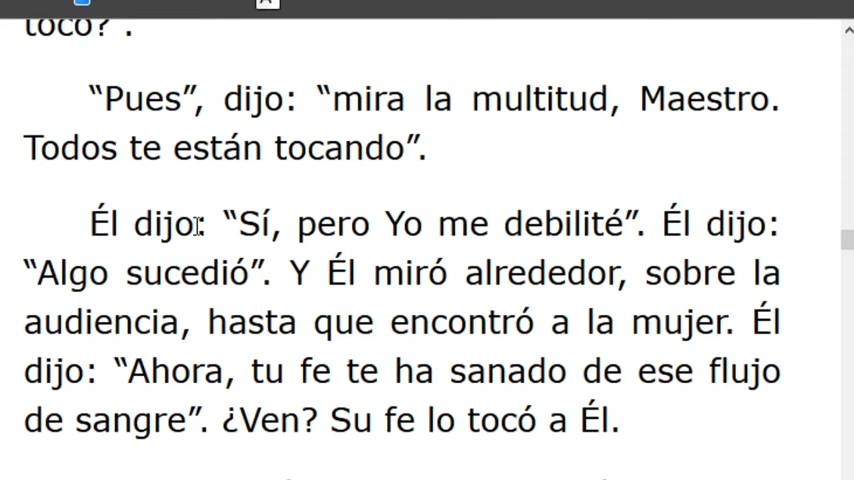 tocó?”.
“Pues”, dijo: “mira la multitud, Maestro.
Todos te están tocando”.
Él dijo: “Sí, pero Yo me debilité”. Él dijo:
“Algo sucedió”. Y Él miró alrededor, sobre la
audiencia, hasta que encontró a la mujer. Él
dijo: “Ahora, tu fe te ha sanado de ese flujo
de sangre”. ¿Ven? Su fe lo tocó a Él.